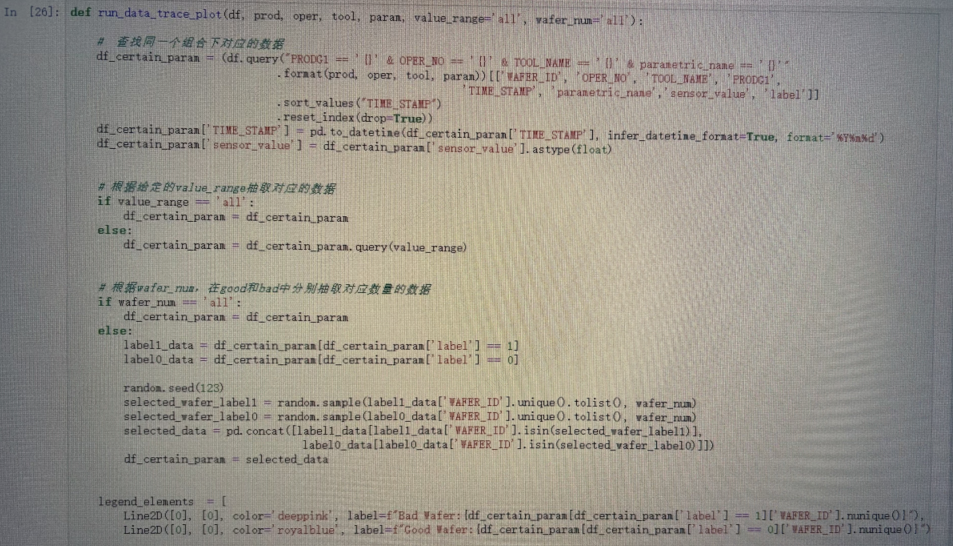 In [26]: def run_data_trace_plot(df, prod, oper, tool, param, value_range='all', wafer_num='all'):
# 查找同一个组合下对应的数据
df_certain_param = (df.query("PRODG1 == '{}' & OPER_NO == '{}' & TOOL_NAME == '{}' & parametric_name == '{}'"
.format(prod, oper, tool, param))[['WAFER_ID', 'OPER_NO', 'TOOL_NAME', 'PRODG1',
'TIME_STAMP', 'parametric_name','sensor_value', 'label']]
.sort_values("TIME_STAMP")
.reset_index(drop=True))
df_certain_param['TIME_STAMP'] = pd.to_datetime(df_certain_param['TIME_STAMP'], infer_datetime_format=True, format='%Y%m%d')
df_certain_param['sensor_value'] = df_certain_param['sensor_value'].astype(float)
# 根据给定的value_range抽取对应的数据
if value_range == 'all':
df_certain_param = df_certain_param
else:
df_certain_param = df_certain_param.query(value_range)
# 根据wafer_num，在good和bad中分别抽取对应数量的数据
if wafer_num == 'all':
df_certain_param = df_certain_param
else:
label1_data = df_certain_param[df_certain_param['label'] == 1]
label0_data = df_certain_param[df_certain_param['label'] == 0]
random.seed(123)
selected_wafer_label1 = random.sample(label1_data['WAFER_ID'].unique().tolist(), wafer_num)
selected_wafer_label0 = random.sample(label0_data['WAFER_ID'].unique().tolist(), wafer_num)
selected_data = pd.concat([label1_data[label1_data['WAFER_ID'].isin(selected_wafer_label1)],
label0_data[label0_data['WAFER_ID'].isin(selected_wafer_label0)]])
df_certain_param = selected_data
legend_elements = [
Line2D([0], [0], color='deeppink', label=f"Bad Wafer:{df_certain_param[df_certain_param['label'] == 1]['WAFER_ID'].nunique()}"),
Line2D([0], [0], color='royalblue', label=f"Good Wafer:{df_certain_param[df_certain_param['label'] == 0]['WAFER_ID'].nunique()}")